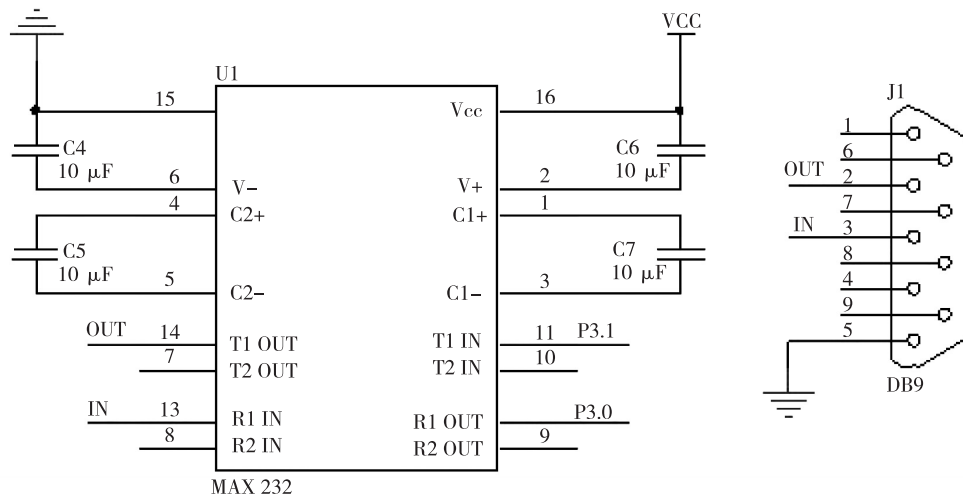 VCC
U1
15
Vcc
16
C4
10 μF
C6
10 μF
6
V−
V+
2
4
C2+
C1+
1
C5
10 μF
C7
10 μF
5
C2−
C1−
3
OUT
14
T1 OUT
T1 IN
11
P3.1
7
T2 OUT
T2 IN
10
IN
13
R1 IN
R1 OUT
P3.0
8
R2 IN
R2 OUT
9
MAX 232
J1
1
6
OUT
2
7
IN
3
8
4
9
5
DB9